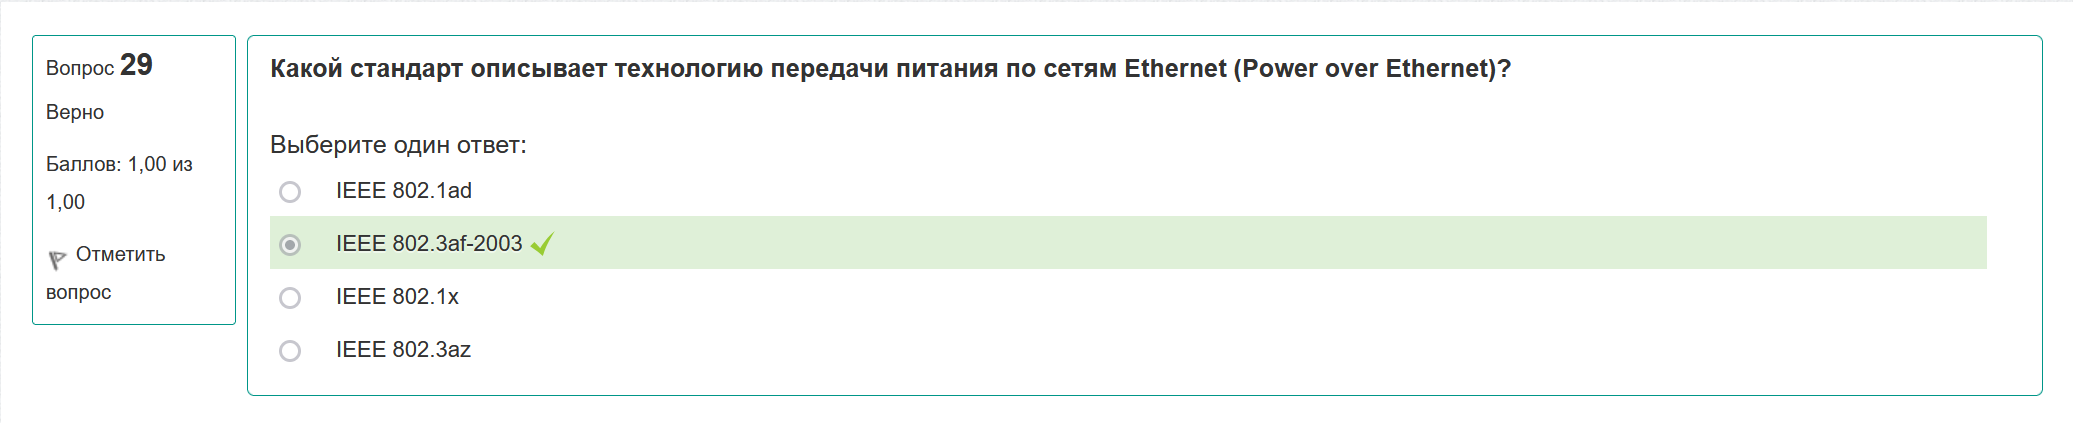 Вопрос 29
Верно
Баллов: 1,00 из
1,00
Отметить
вопрос
Какой стандарт описывает технологию передачи питания по сетям Ethernet (Power over Ethernet)?
Выберите один ответ:
IEEE 802.1ad
IEEE 802.3af-2003
IEEE 802.1x
IEEE 802.3az